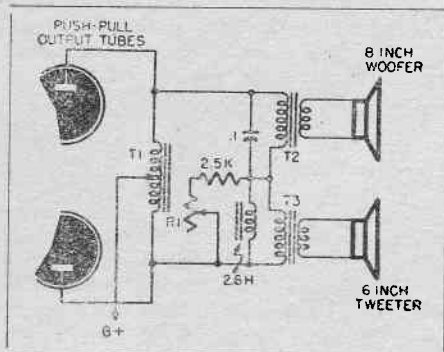 PUSH-PULL
OUTPUT TUBES
8 INCH
WOOFER
.1
T1
T2
2.5K
R1
T3
2.6H
6 INCH
TWEETER
B+